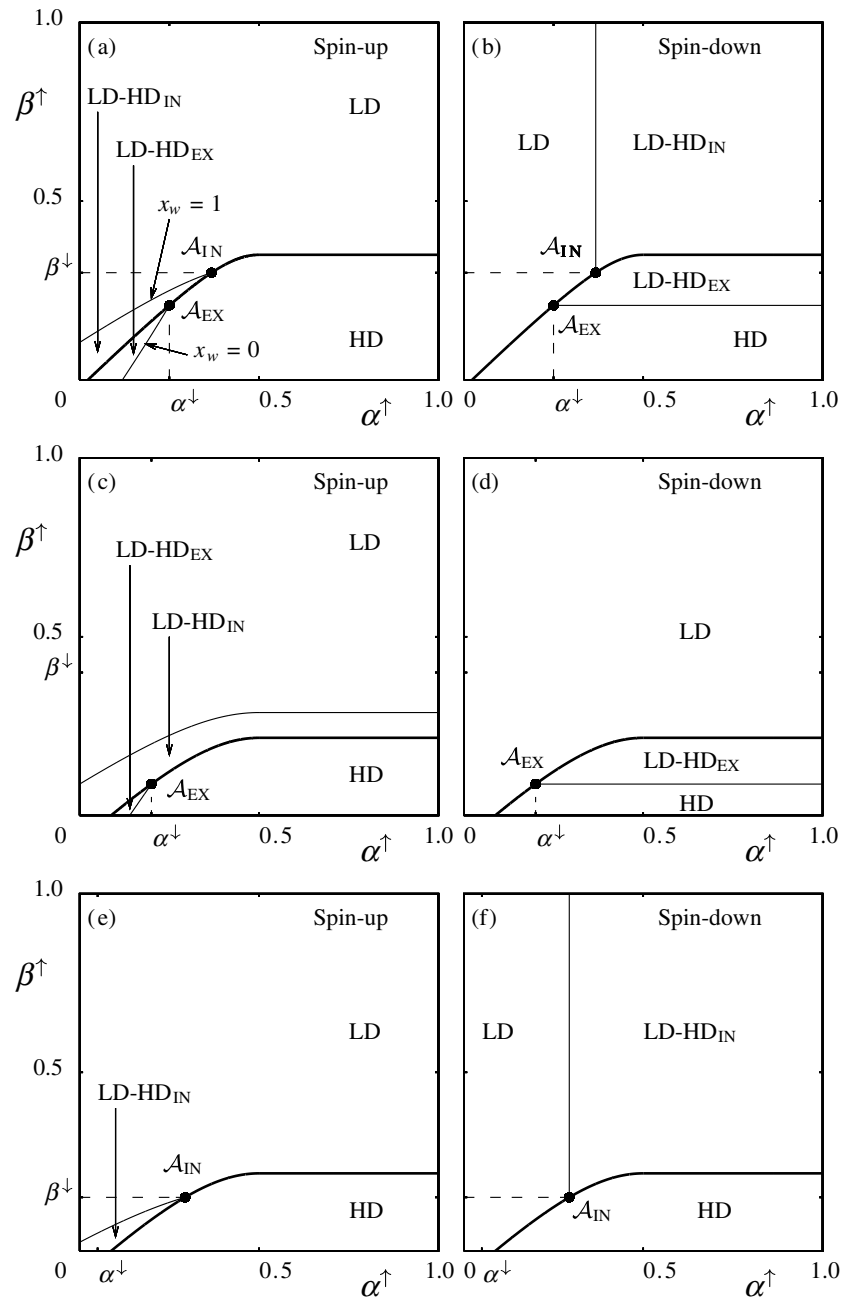 1.0
(a)
Spin-up
(b)
Spin-down
β↑
LD-HD_IN
LD
LD-HD_EX
LD
LD-HD_IN
x_w = 1
0.5
β↓
𝒜_IN
𝒜_IN
𝒜_EX
LD-HD_EX
𝒜_EX
x_w = 0
HD
HD
0
α↓
0.5
α↑
1.0
0
α↓
0.5
α↑
1.0
1.0
(c)
Spin-up
(d)
Spin-down
β↑
LD
LD-HD_EX
LD-HD_IN
LD
0.5
β↓
𝒜_EX
HD
𝒜_EX
LD-HD_EX
HD
0
α↓
0.5
α↑
1.0
0
α↓
0.5
α↑
1.0
1.0
(e)
Spin-up
(f)
Spin-down
β↑
LD
LD
LD-HD_IN
0.5
LD-HD_IN
𝒜_IN
β↓
HD
𝒜_IN
HD
0
α↓
0.5
α↑
1.0
0
α↓
0.5
α↑
1.0